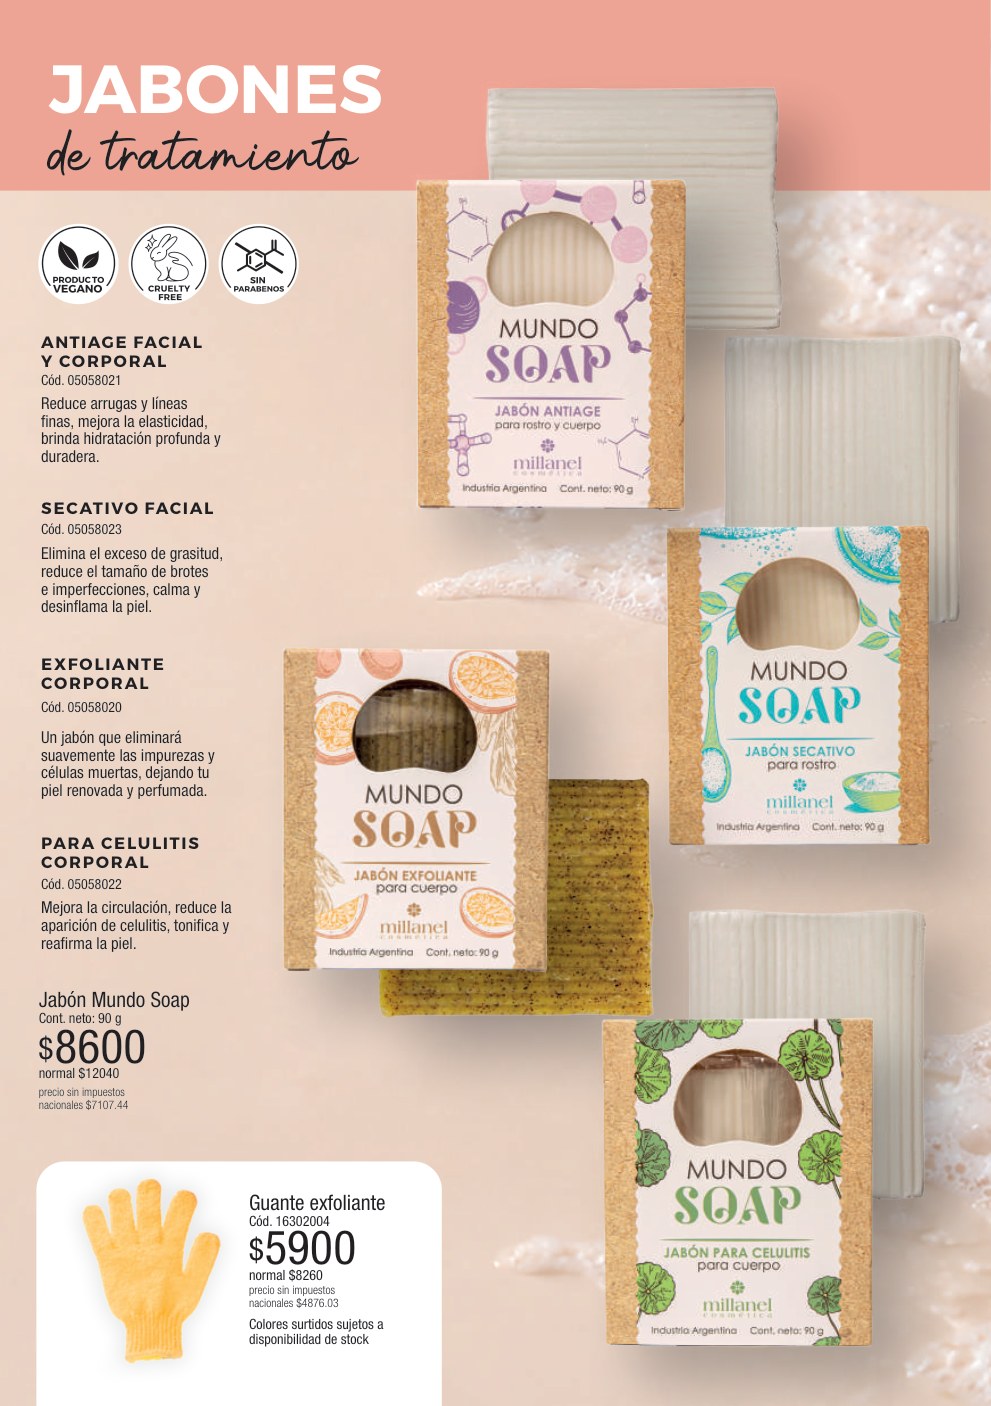 JABONES
de tratamiento
PRODUCTO
VEGANO
CRUELTY
FREE
SIN
PARABENOS
ANTIAGE FACIAL
Y CORPORAL
Cód. 05058021
Reduce arrugas y líneas
finas, mejora la elasticidad,
brinda hidratación profunda y
duradera.
SECATIVO FACIAL
Cód. 05058023
Elimina el exceso de grasitud,
reduce el tamaño de brotes
e imperfecciones, calma y
desinflama la piel.
EXFOLIANTE
CORPORAL
Cód. 05058020
Un jabón que eliminará
suavemente las impurezas y
células muertas, dejando tu
piel renovada y perfumada.
PARA CELULITIS
CORPORAL
Cód. 05058022
Mejora la circulación, reduce la
aparición de celulitis, tonifica y
reafirma la piel.
Jabón Mundo Soap
Cont. neto: 90 g
$8600
normal $12040
precio sin impuestos
nacionales $7107.44
Guante exfoliante
Cód. 16302004
$5900
normal $8260
precio sin impuestos
nacionales $4876.03
Colores surtidos sujetos a
disponibilidad de stock
MUNDO
SOAP
JABÓN ANTIAGE
para rostro y cuerpo
millanel
cosmética
Industria Argentina Cont. neto: 90 g
MUNDO
SOAP
JABÓN SECATIVO
para rostro
millanel
cosmética
Industria Argentina Cont. neto: 90 g
MUNDO
SOAP
JABÓN EXFOLIANTE
para cuerpo
millanel
cosmética
Industria Argentina Cont. neto: 90 g
MUNDO
SOAP
JABÓN PARA CELULITIS
para cuerpo
millanel
cosmética
Industria Argentina Cont. neto: 90 g